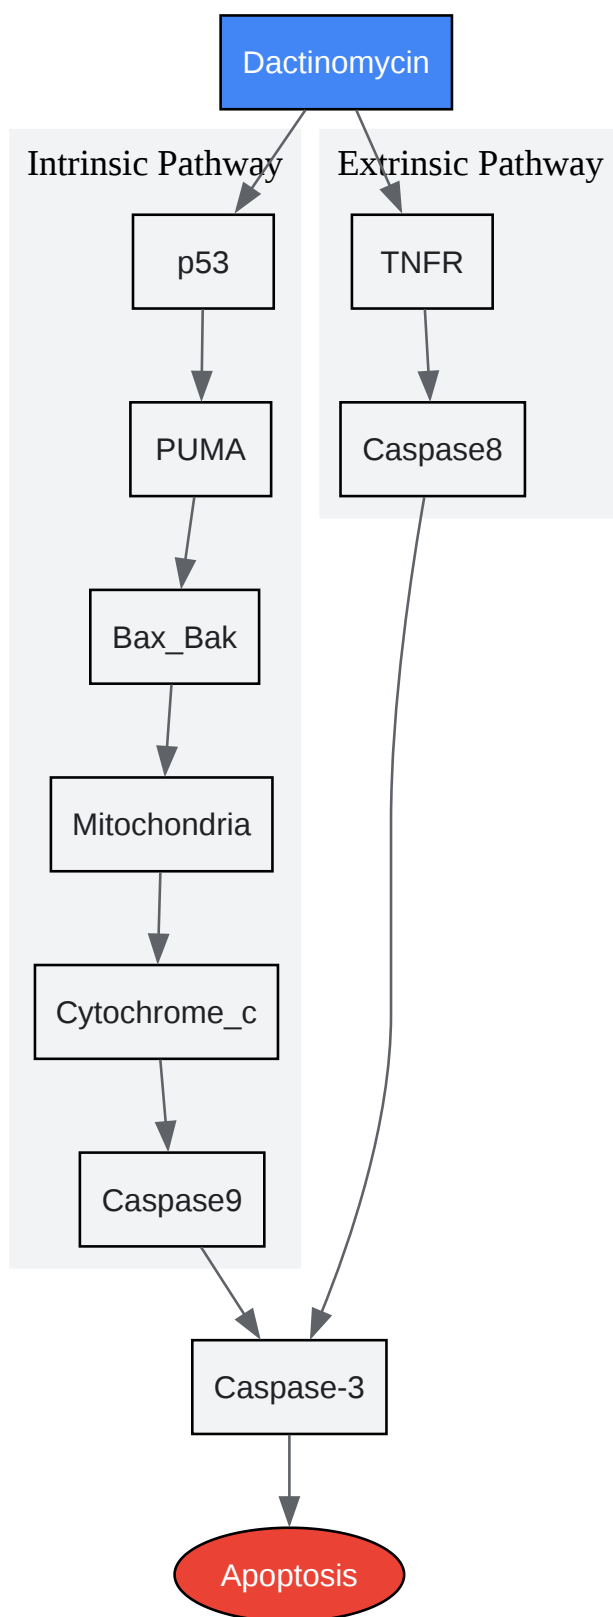 Dactinomycin
Intrinsic Pathway
Extrinsic Pathway
p53
TNFR
PUMA
Caspase8
Bax_Bak
Mitochondria
Cytochrome_c
Caspase9
Caspase-3
Apoptosis